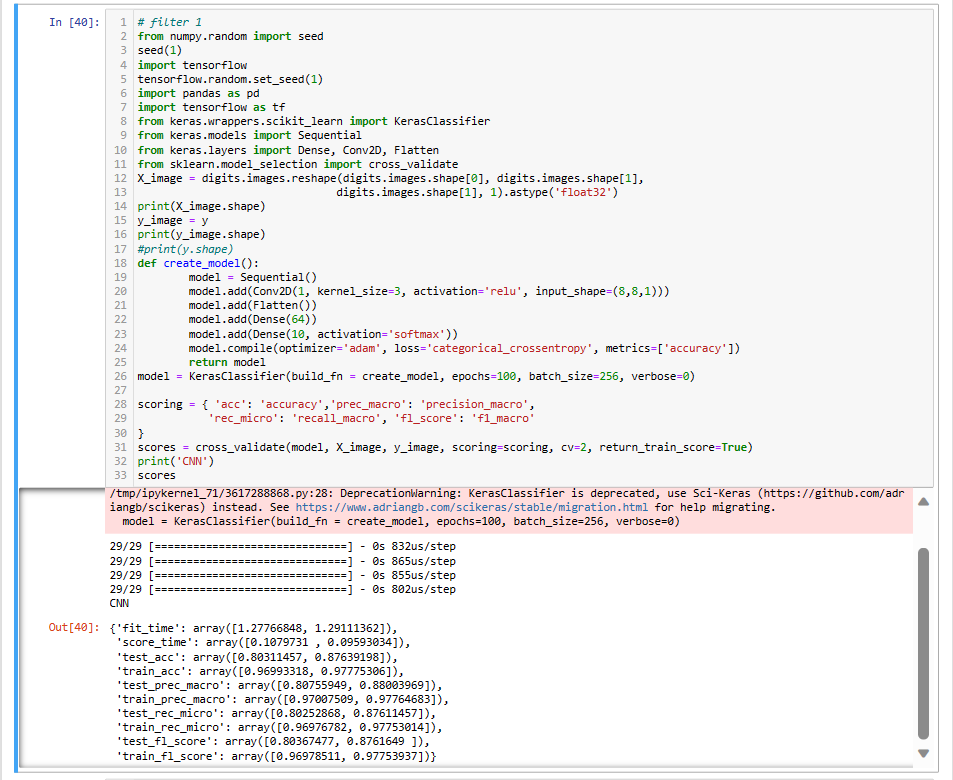 In [40]:
1 # filter 1
2 from numpy.random import seed
3 seed(1)
4 import tensorflow
5 tensorflow.random.set_seed(1)
6 import pandas as pd
7 import tensorflow as tf
8 from keras.wrappers.scikit_learn import KerasClassifier
9 from keras.models import Sequential
10 from keras.layers import Dense, Conv2D, Flatten
11 from sklearn.model_selection import cross_validate
12 X_image = digits.images.reshape(digits.images.shape[0], digits.images.shape[1],
13                                digits.images.shape[1], 1).astype('float32')
14 print(X_image.shape)
15 y_image = y
16 print(y_image.shape)
17 #print(y.shape)
18 def create_model():
19         model = Sequential()
20         model.add(Conv2D(1, kernel_size=3, activation='relu', input_shape=(8,8,1)))
21         model.add(Flatten())
22         model.add(Dense(64))
23         model.add(Dense(10, activation='softmax'))
24         model.compile(optimizer='adam', loss='categorical_crossentropy', metrics=['accuracy'])
25         return model
26 model = KerasClassifier(build_fn = create_model, epochs=100, batch_size=256, verbose=0)
27
28 scoring = { 'acc': 'accuracy','prec_macro': 'precision_macro',
29            'rec_micro': 'recall_macro', 'fl_score': 'f1_macro'
30 }
31 scores = cross_validate(model, X_image, y_image, scoring=scoring, cv=2, return_train_score=True)
32 print('CNN')
33 scores
/tmp/ipykernel_71/3617288868.py:28: DeprecationWarning: KerasClassifier is deprecated, use Sci-Keras (https://github.com/adr
iangb/scikeras) instead. See https://www.adriangb.com/scikeras/stable/migration.html for help migrating.
  model = KerasClassifier(build_fn = create_model, epochs=100, batch_size=256, verbose=0)
29/29 [==============================] - 0s 832us/step
29/29 [==============================] - 0s 865us/step
29/29 [==============================] - 0s 855us/step
29/29 [==============================] - 0s 802us/step
CNN
Out[40]: {'fit_time': array([1.27766848, 1.29111362]),
 'score_time': array([0.1079731 , 0.09593034]),
 'test_acc': array([0.80311457, 0.87639198]),
 'train_acc': array([0.96993318, 0.97775306]),
 'test_prec_macro': array([0.80755949, 0.88003969]),
 'train_prec_macro': array([0.97007509, 0.97764683]),
 'test_rec_micro': array([0.80252868, 0.87611457]),
 'train_rec_micro': array([0.96976782, 0.97753014]),
 'test_fl_score': array([0.80367477, 0.8761649 ]),
 'train_fl_score': array([0.96978511, 0.97753937])}